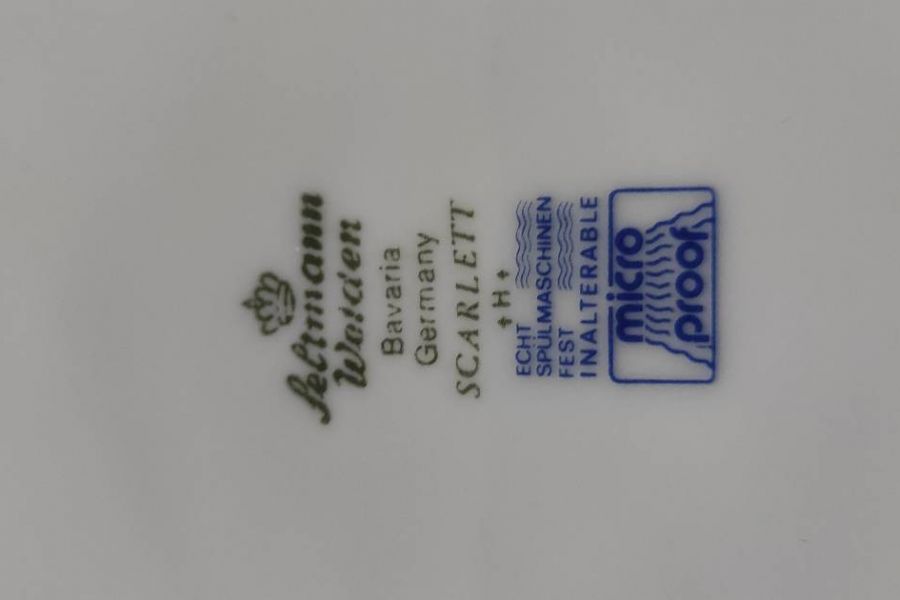 Seltmann
Weiden
Bavaria
Germany
SCARLETT
+H+
ECHT
SPÜLMASCHINEN
FEST
INALTERABLE
micro
proof